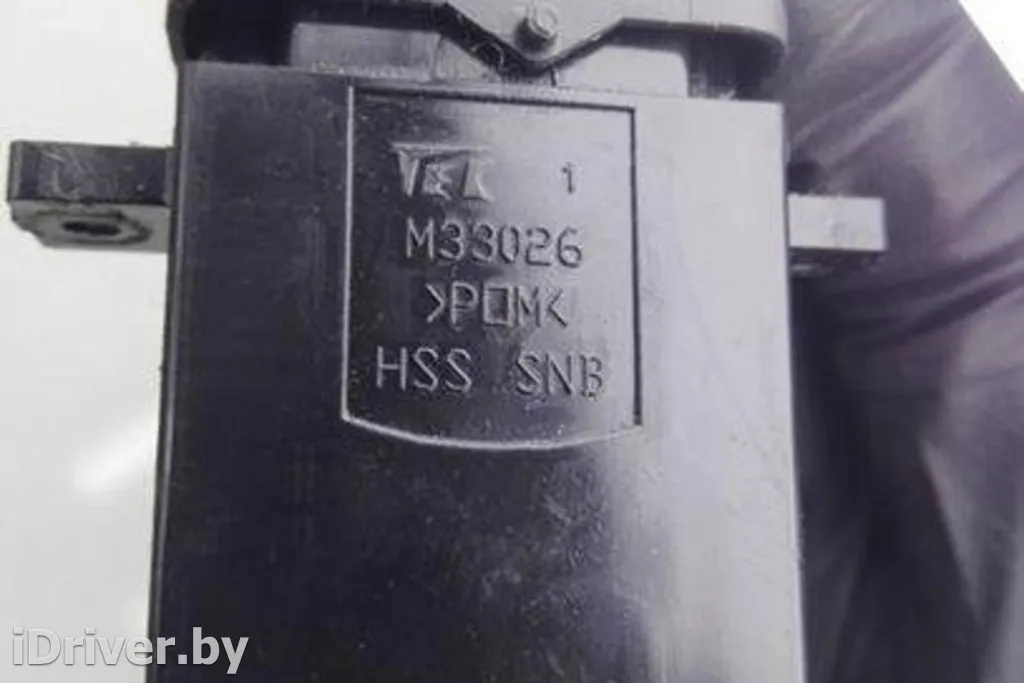 1
M33026
>POM<
HSS SNB
iDriver.by